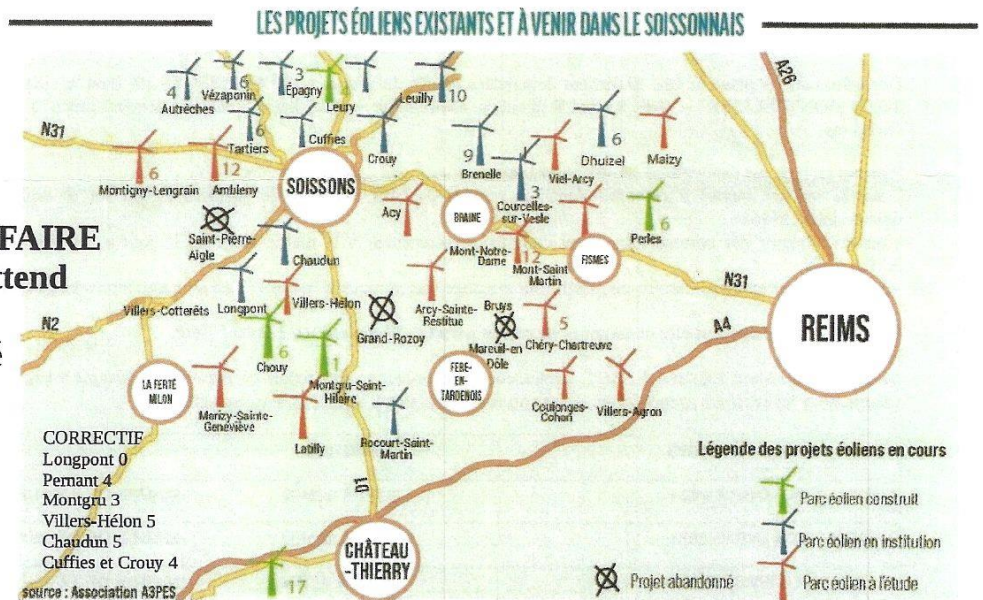 LES PROJETS ÉOLIENS EXISTANTS ET À VENIR DANS LE SOISSONNAIS
A26
4
Autrêches
6
Vézaponin
3
Épagny
Leury
Leuilly
10
N31
6
Tartiers
Cuffies
Crouy
9
Brenelle
3
Courcelles-
sur-Vesle
Viel-Arcy
6
Dhuizel
Maizy
6
Montigny-Lengrain
12
Ambleny
SOISSONS
Acy
BRAINE
FISMES
6
Perles
FAIRE
ttend
Saint-Pierre-
Aigle
Chaudun
Mont-Notre-
Dame
12
Mont-Saint
Martin
N31
Villers-Cotterêts
Longpont
Villers-Hélon
Grand-Rozoy
Arcy-Sainte-
Restitue
Bruys
Mareuil-en
Dôle
5
Chéry-Chartreuve
A4
REIMS
N2
6
Chouy
1
Montgru-Saint-
Hilaire
LA FERTÉ
MILON
Marizy-Sainte-
Geneviève
Latilly
Rocourt-Saint-
Martin
FÈRE-
EN-
TARDENOIS
Coulonges-
Cohan
Villers-Agron
CORRECTIF
Longpont 0
Pernant 4
Montgru 3
Villers-Hélon 5
Chaudun 5
Cuffies et Crouy 4
source : Association A3PES
D1
CHÂTEAU
-THIERRY
17
Légende des projets éoliens en cours
Parc éolien construit
Parc éolien en institution
Projet abandonné
Parc éolien à l'étude